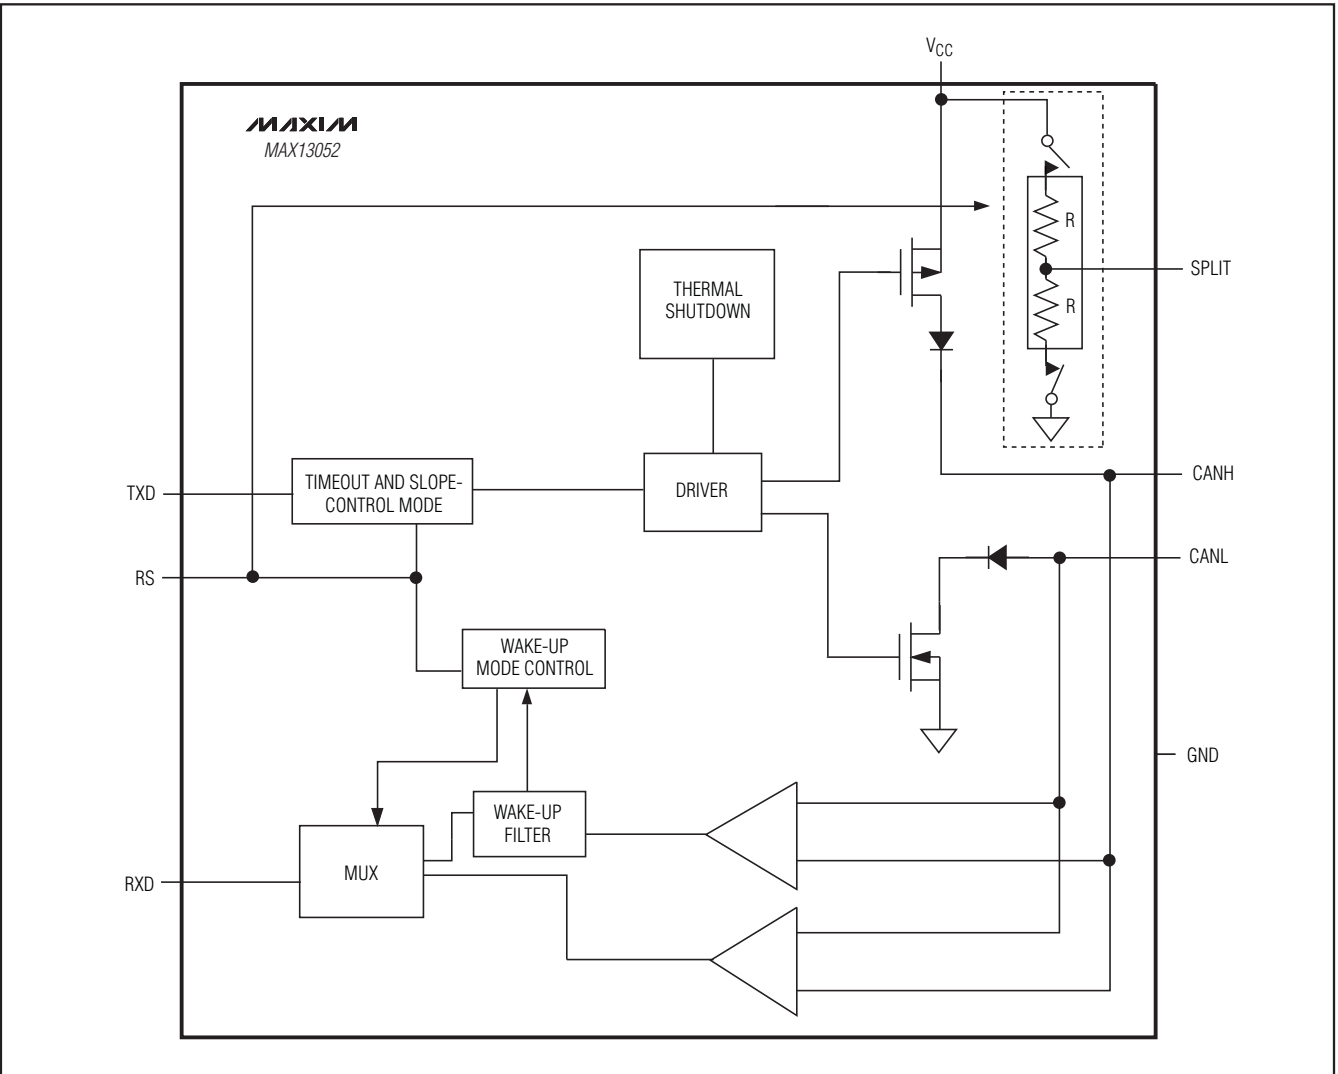 VCC
MAXIM
MAX13052
R
SPLIT
THERMAL
SHUTDOWN
R
CANH
TXD
TIMEOUT AND SLOPE-
CONTROL MODE
DRIVER
CANL
RS
WAKE-UP
MODE CONTROL
GND
WAKE-UP
FILTER
MUX
RXD